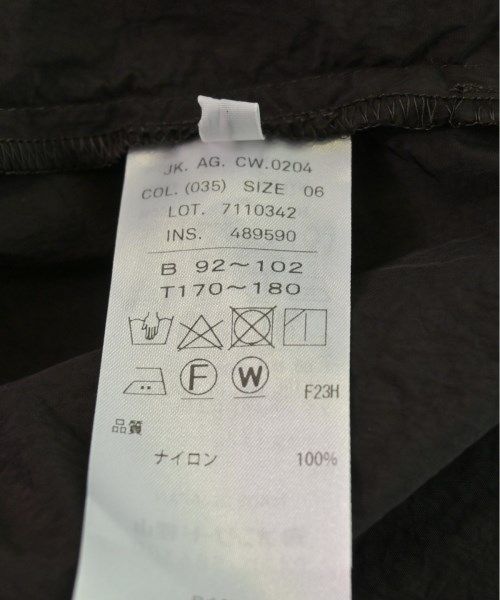 JK. AG. CW.0204
COL. (035) SIZE 06
LOT. 7110342
INS. 489590
B 92～102
T170～180
F W
F23H
品質
ナイロン 100%